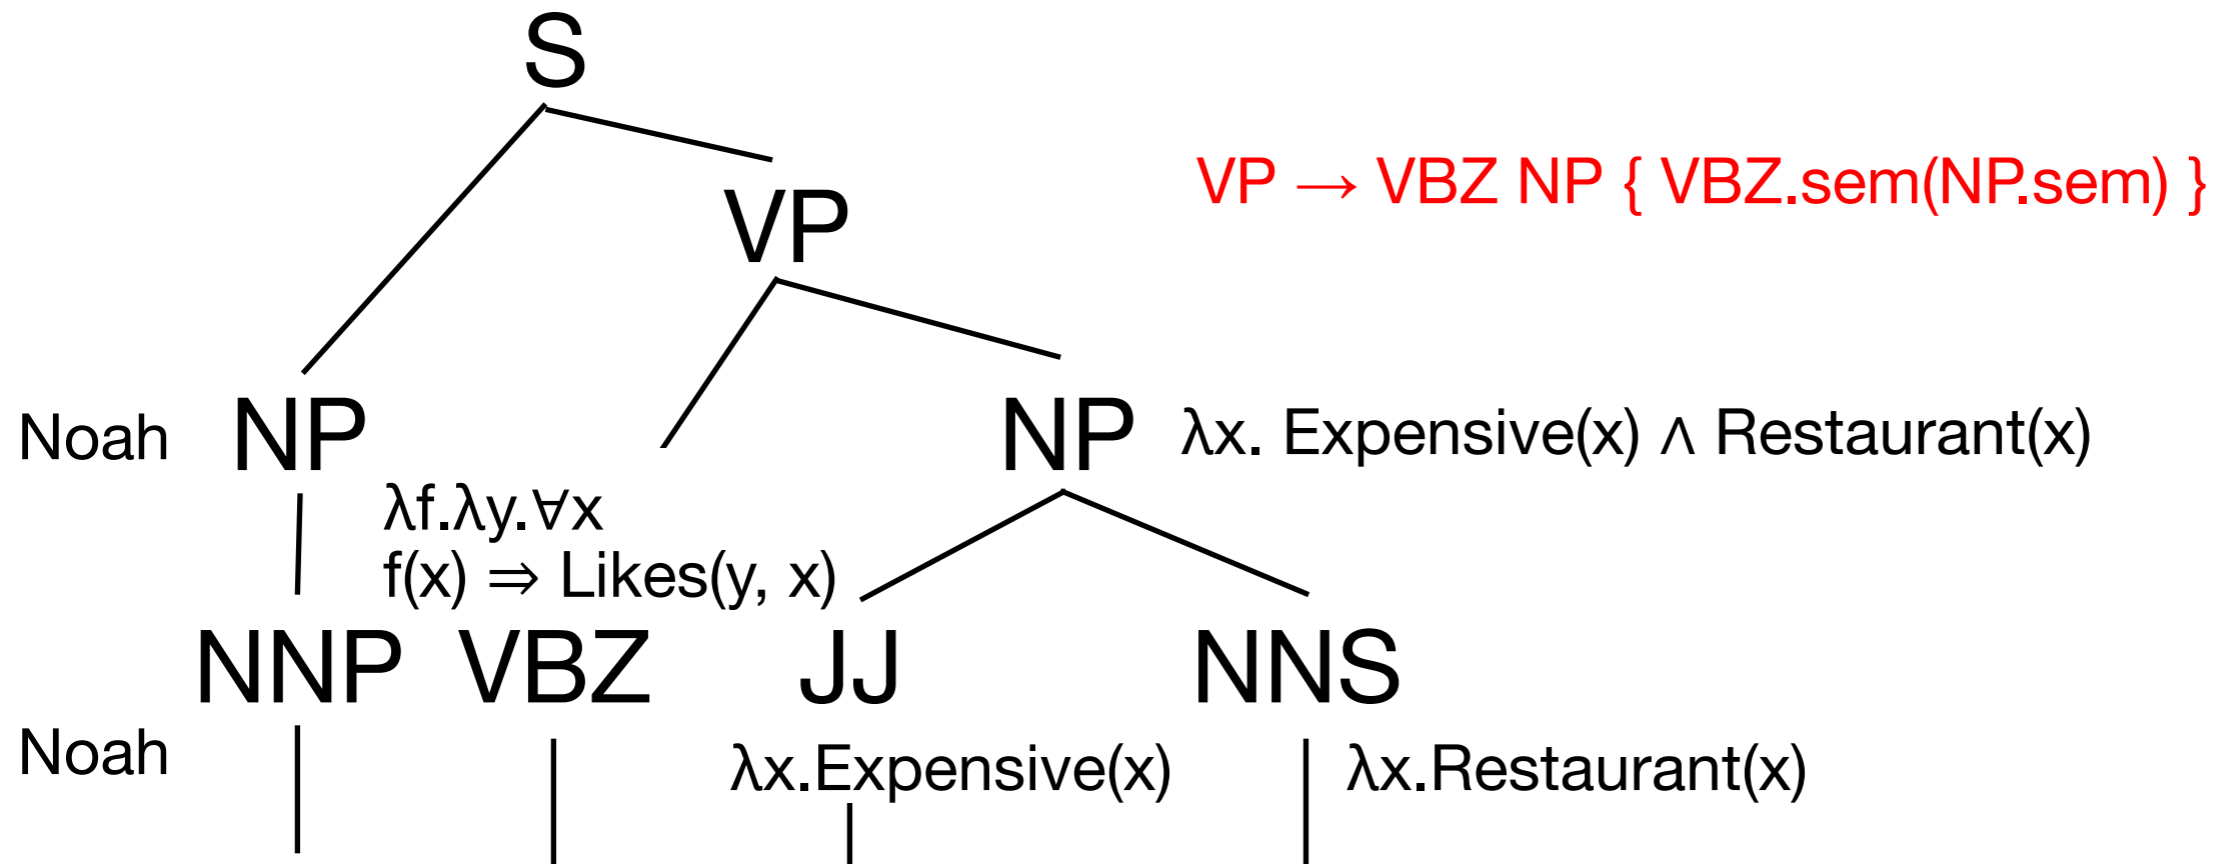 S
VP → VBZ NP { VBZ.sem(NP.sem) }
VP
Noah NP NP λx. Expensive(x) ∧ Restaurant(x)
λf.λy.∀x
f(x) ⇒ Likes(y, x)
NNP VBZ JJ NNS
Noah λx.Expensive(x) λx.Restaurant(x)